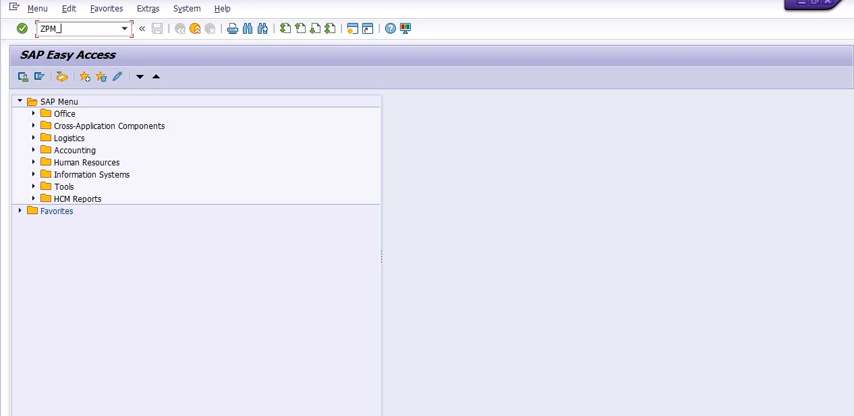 Menu Edit Favorites Extras System Help
ZPM_
SAP Easy Access
SAP Menu
Office
Cross-Application Components
Logistics
Accounting
Human Resources
Information Systems
Tools
HCM Reports
Favorites